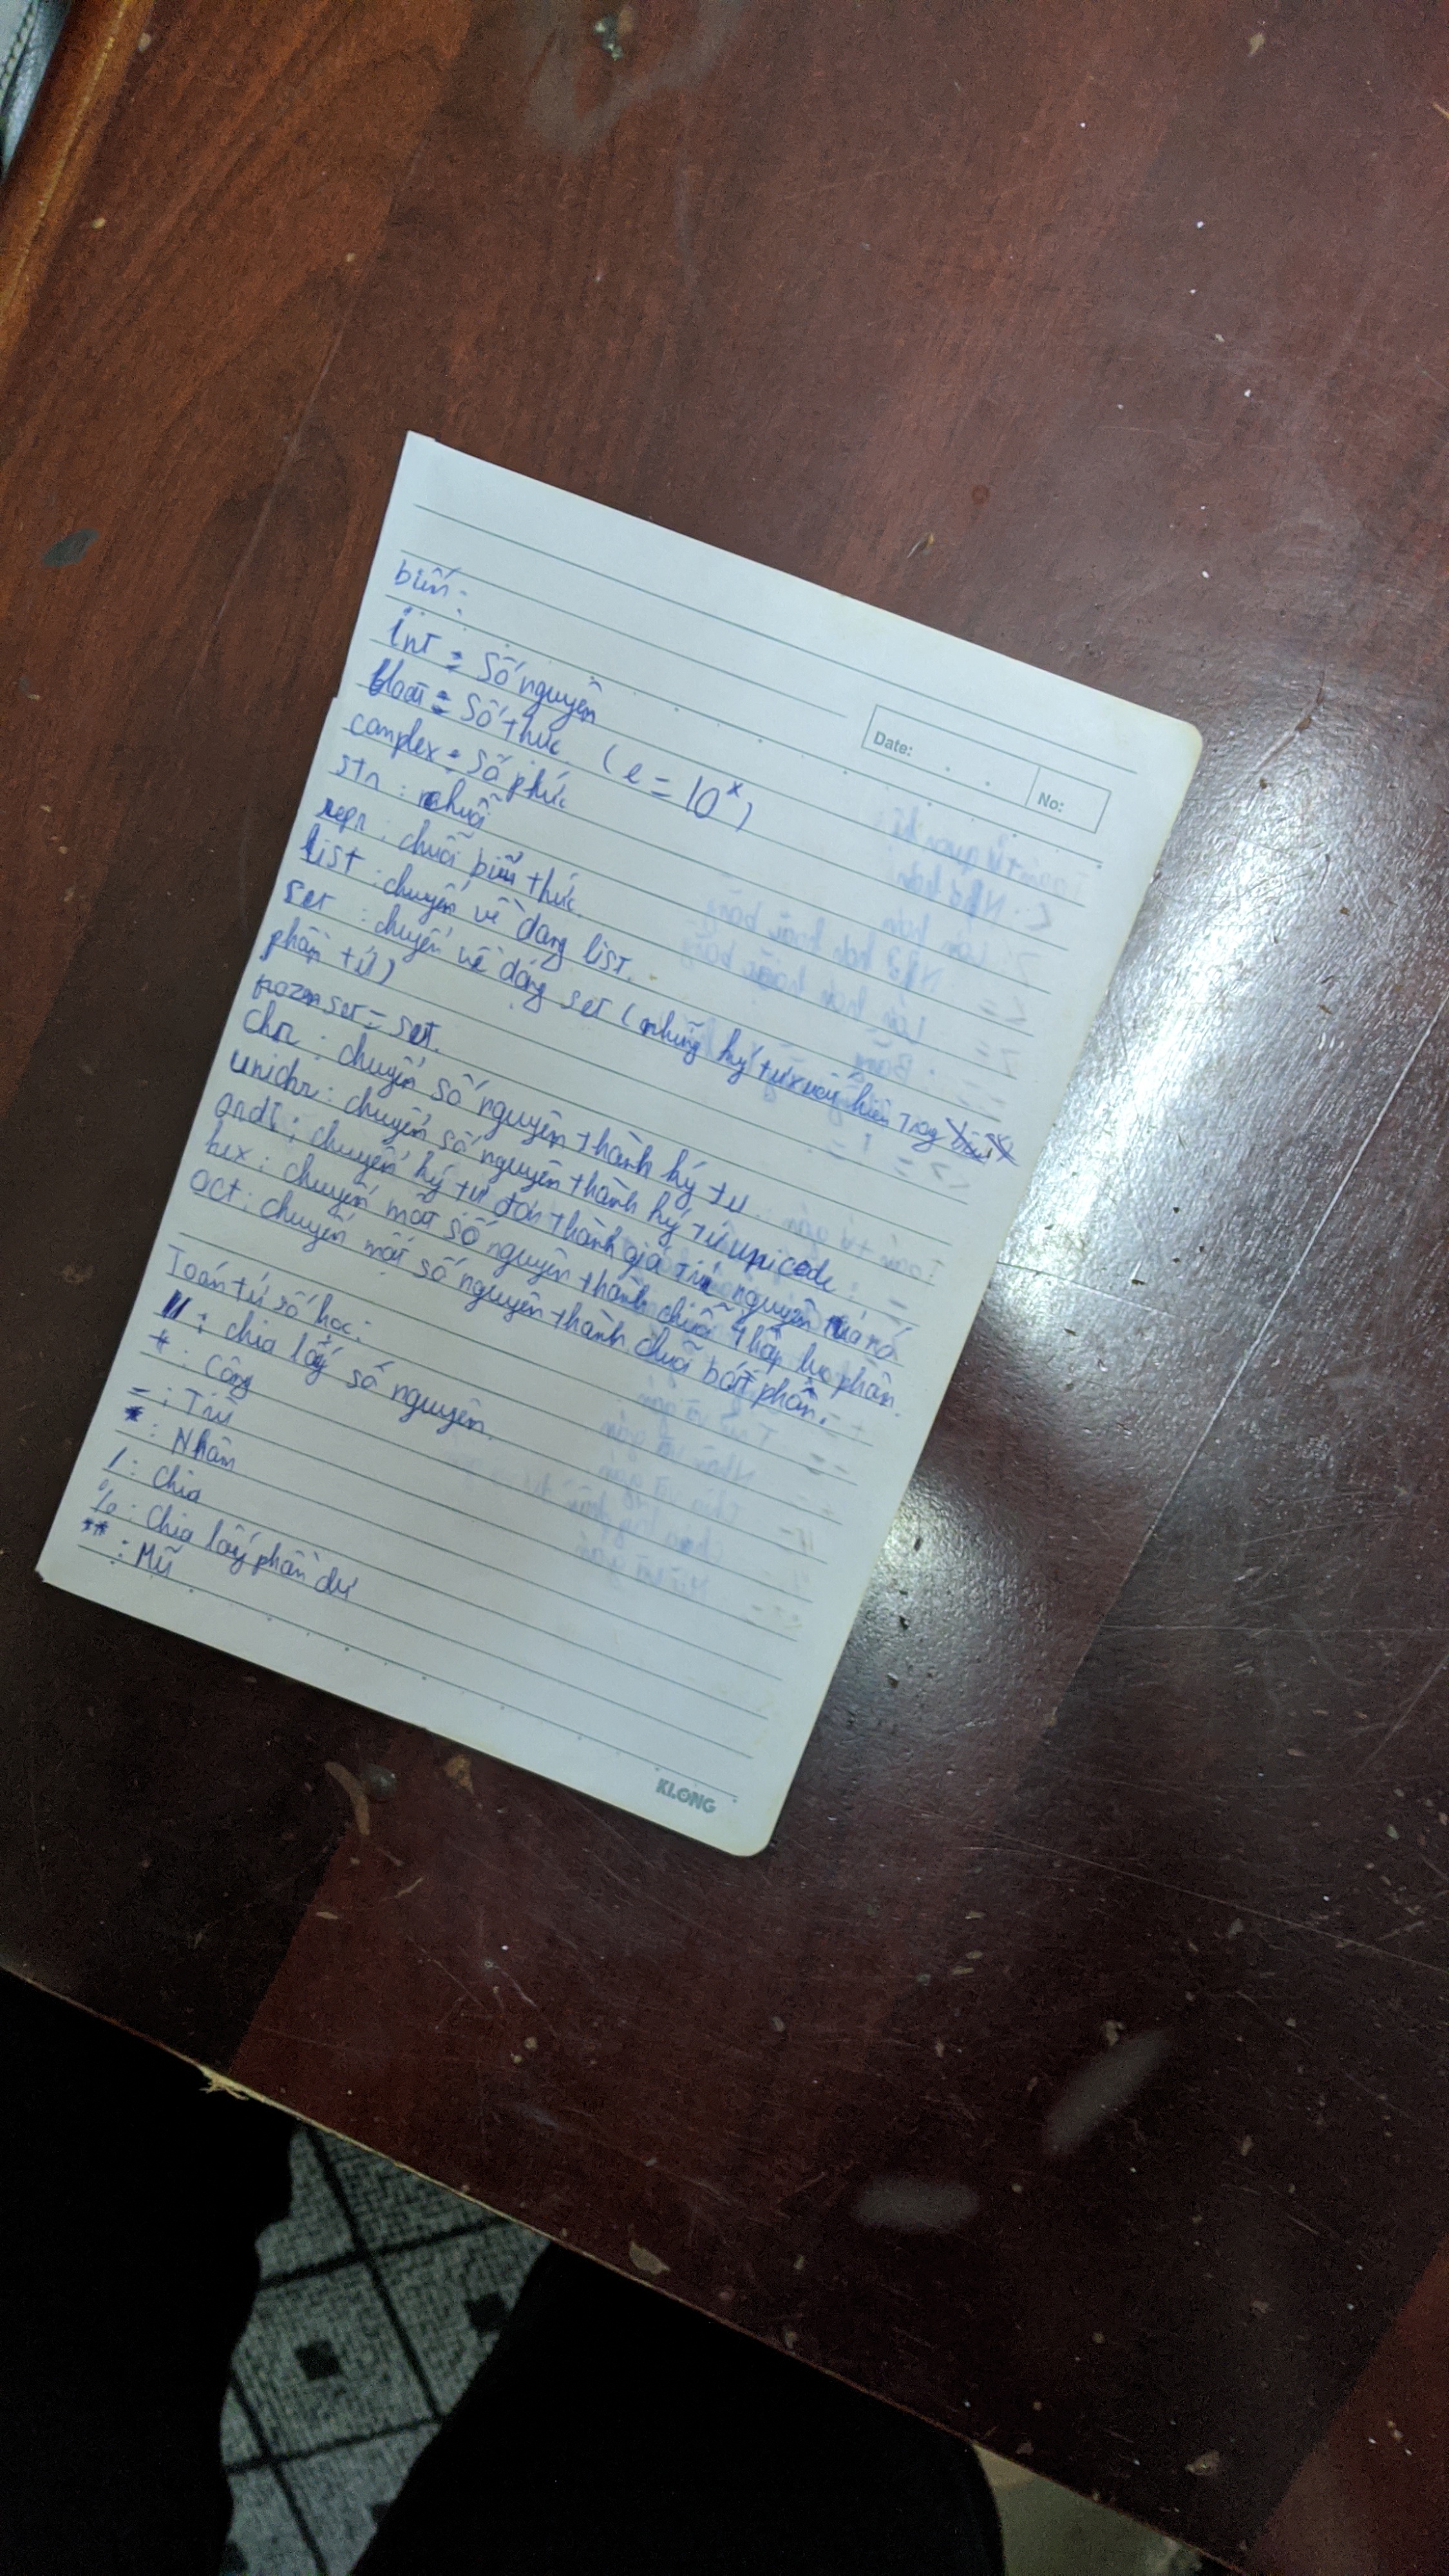 Date:
No:
biến:
int = Số nguyên
float = Số thực. (e = 10^x)
complex = Số phức
str : chuỗi
repr : chuỗi biểu thức.
list : chuyển về dạng list.
set : chuyển về dạng set (những ký tự xuất hiện trong
phần tử)
frozenset = set.
chr : chuyển số nguyên thành ký tự.
unichr : chuyển số nguyên thành ký tự unicode.
ord : chuyển ký tự đơn thành giá trị nguyên của nó
hex : chuyển một số nguyên thành chuỗi thập lục phân.
oct : chuyển một số nguyên thành chuỗi bát phân.
Toán tử số học:
// : chia lấy số nguyên.
+ : Cộng
- : Trừ
* : Nhân
/ : Chia
% : Chia lấy phần dư
** : Mũ
KLONG